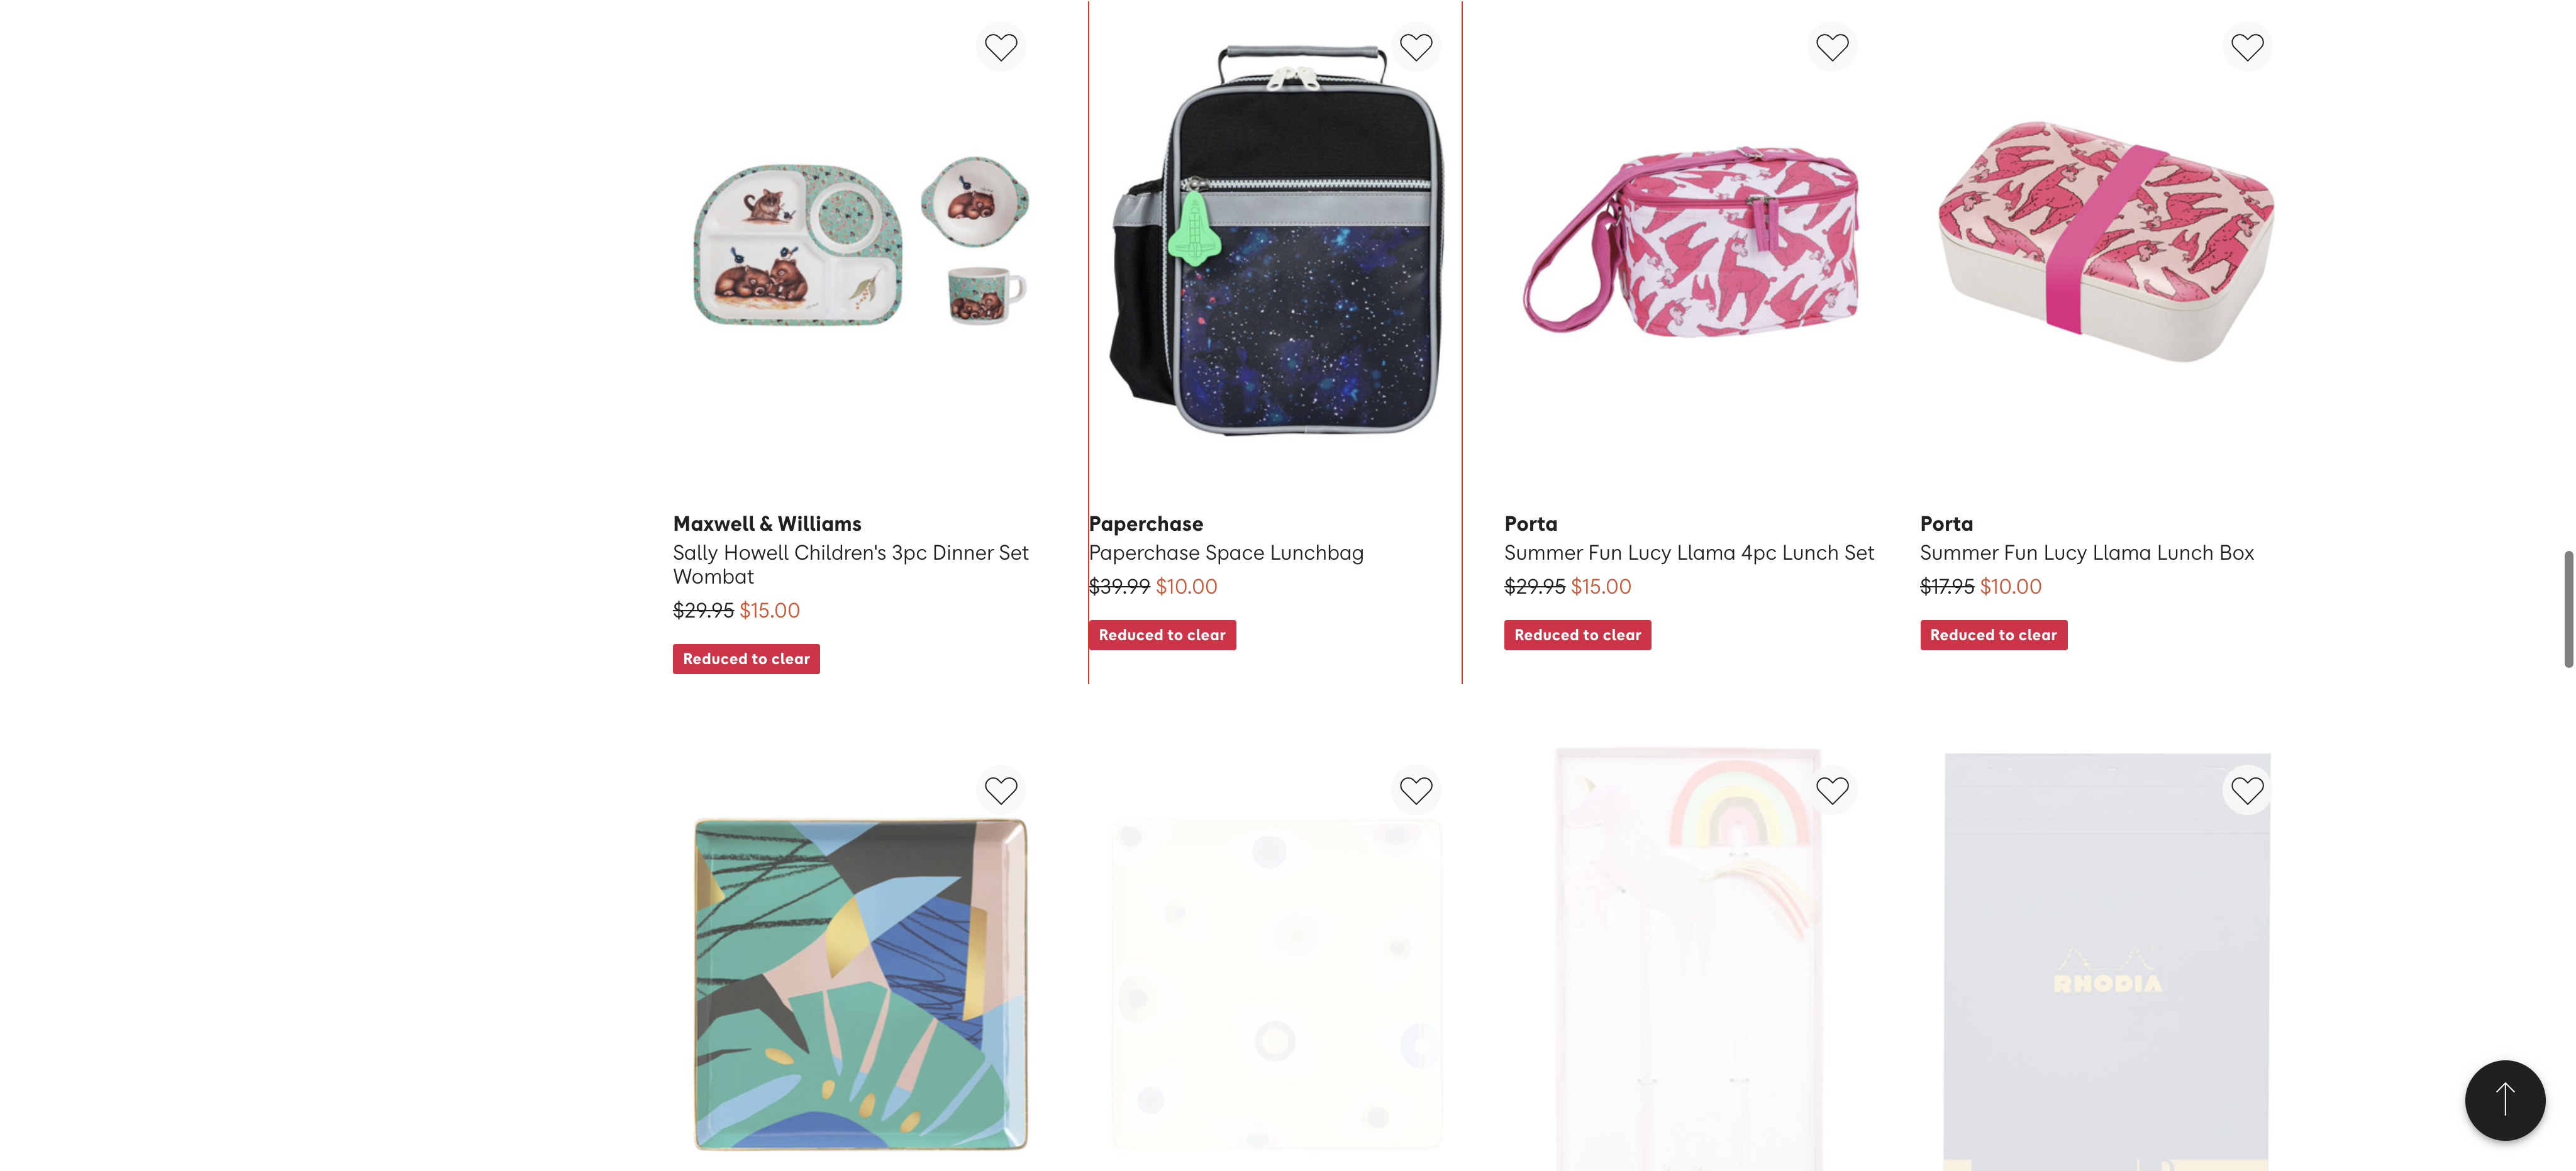 Maxwell & Williams
Sally Howell Children's 3pc Dinner Set
Wombat
$29.95 $15.00
Reduced to clear
Paperchase
Paperchase Space Lunchbag
$39.99 $10.00
Reduced to clear
Porta
Summer Fun Lucy Llama 4pc Lunch Set
$29.95 $15.00
Reduced to clear
Porta
Summer Fun Lucy Llama Lunch Box
$17.95 $10.00
Reduced to clear
RHODIA